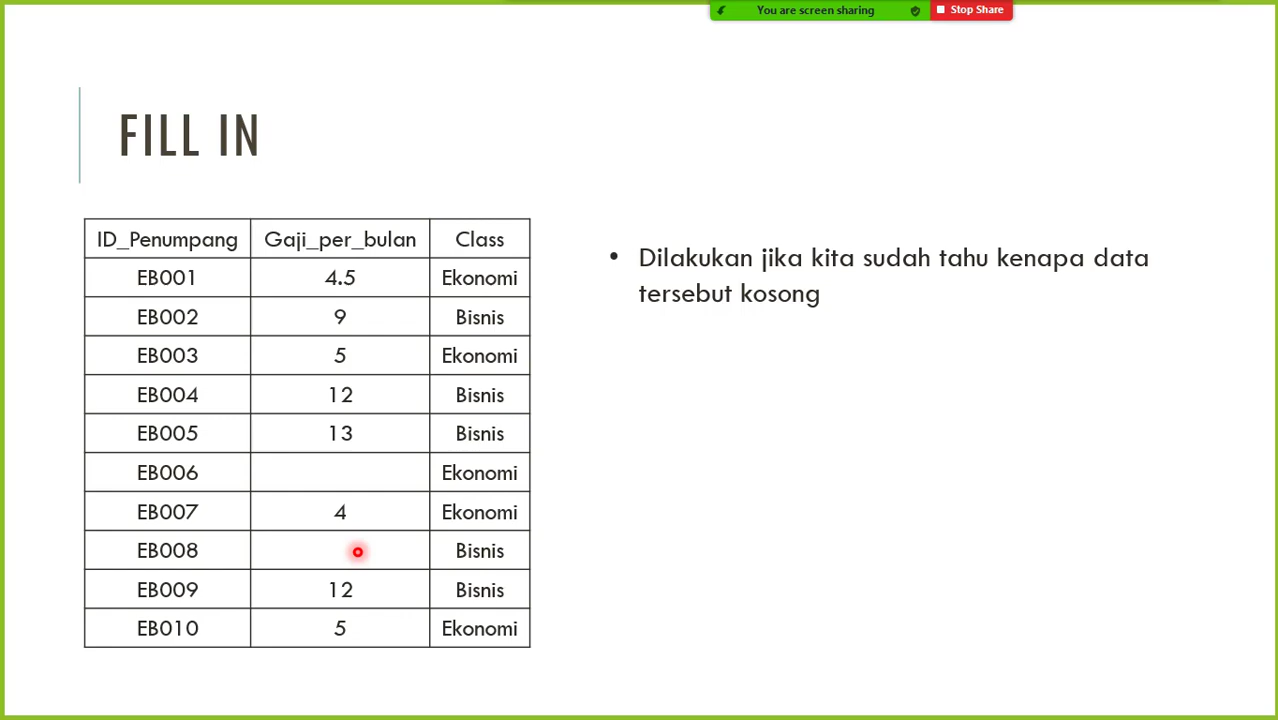 You are screen sharing Stop Share
FILL IN
ID_Penumpang Gaji_per_bulan Class
EB001 4.5 Ekonomi
EB002 9 Bisnis
EB003 5 Ekonomi
EB004 12 Bisnis
EB005 13 Bisnis
EB006 Ekonomi
EB007 4 Ekonomi
EB008 Bisnis
EB009 12 Bisnis
EB010 5 Ekonomi
• Dilakukan jika kita sudah tahu kenapa data
tersebut kosong